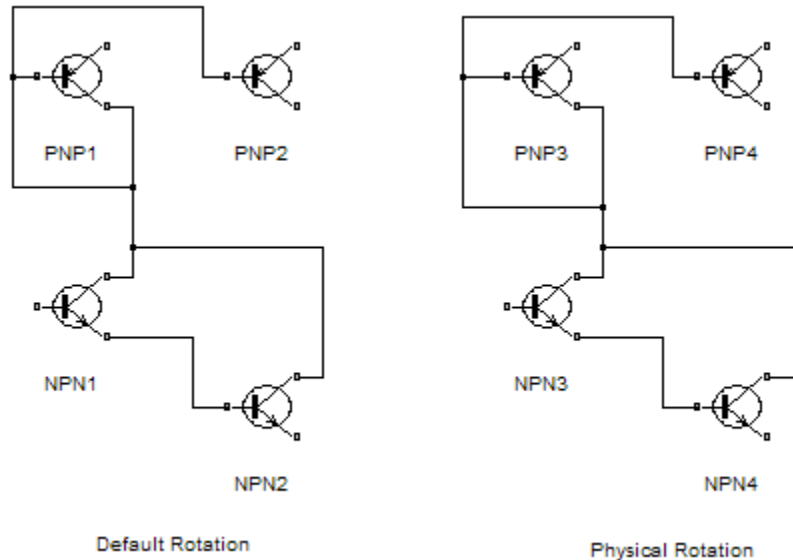 PNP1
PNP2
PNP3
PNP4
NPN1
NPN3
NPN2
NPN4
Default Rotation
Physical Rotation